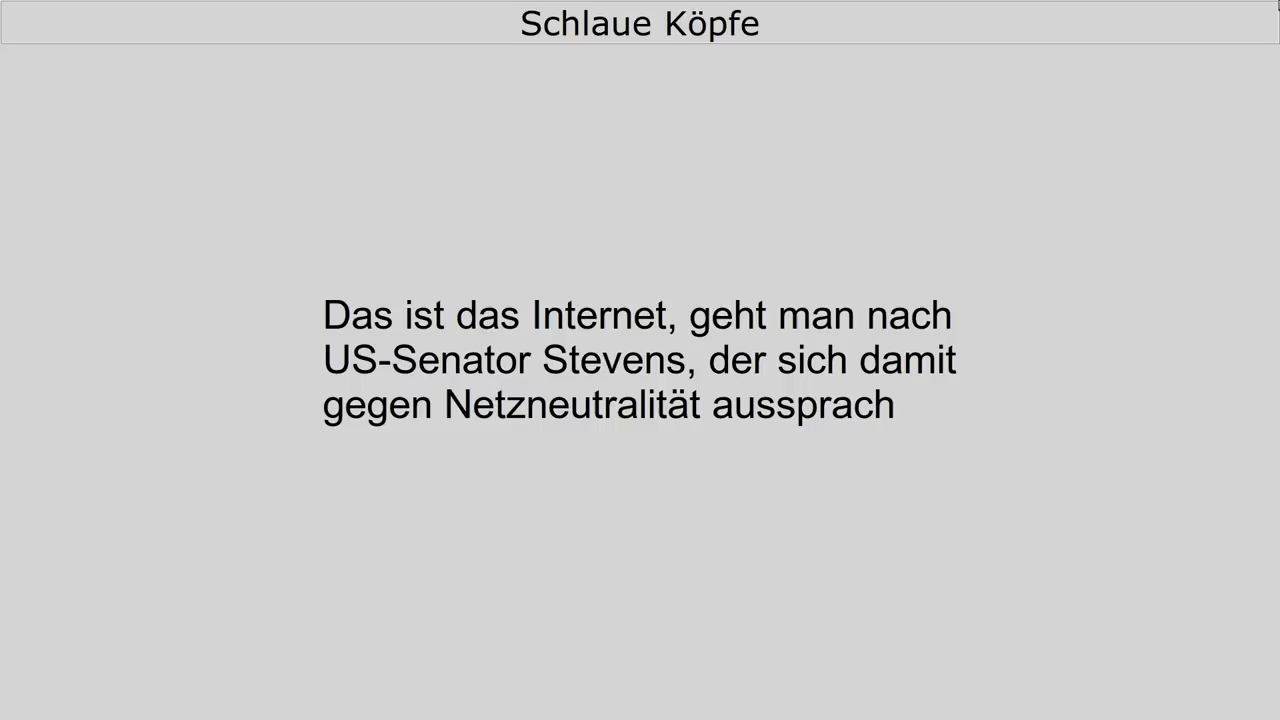 Schlaue Köpfe
Das ist das Internet, geht man nach
US-Senator Stevens, der sich damit
gegen Netzneutralität aussprach